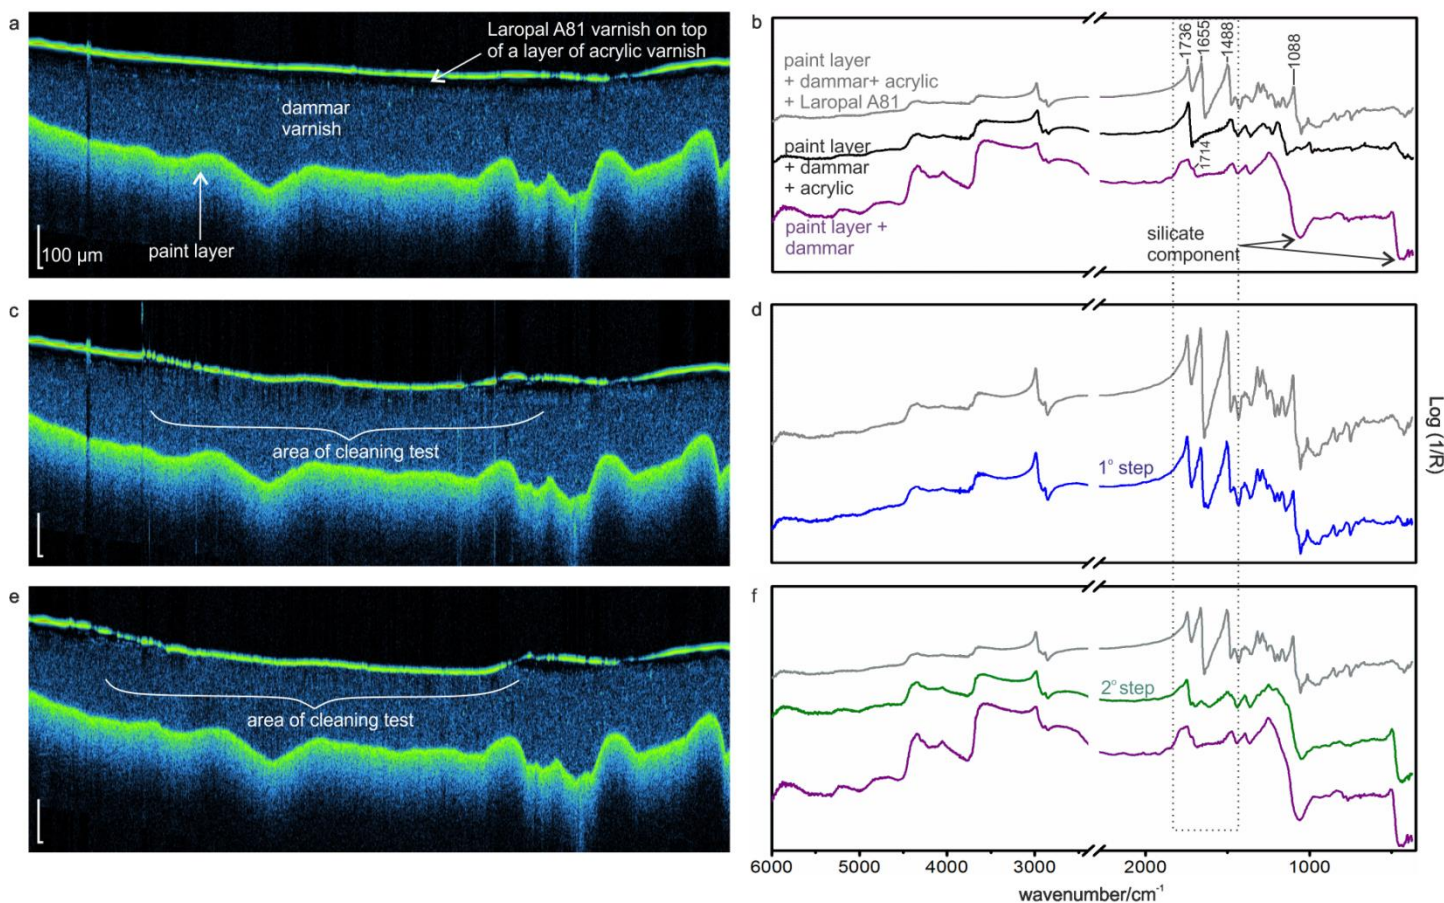 a
Laropal A81 varnish on top
of a layer of acrylic varnish
dammar
varnish
paint layer
100 µm
b
1736
1655
1488
1088
paint layer
+ dammar+ acrylic
+ Laropal A81
1714
paint layer
+ dammar
+ acrylic
paint layer +
dammar
silicate
component
c
area of cleaning test
d
1° step
Log (1/R)
e
area of cleaning test
f
2° step
6000 5000 4000 3000 2000 1000
wavenumber/cm⁻¹